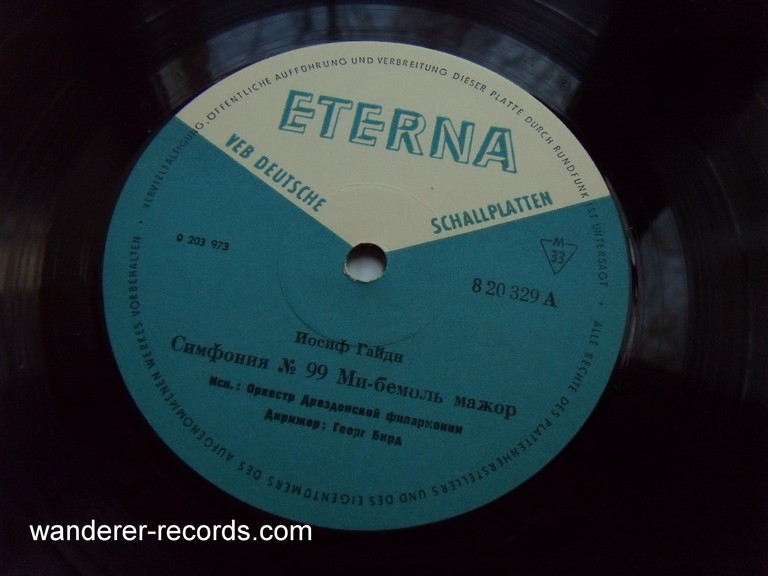 VERVIELFÄLTIGUNG, ÖFFENTLICHE AUFFÜHRUNG UND VERBREITUNG DIESER PLATTE DURCH RUNDFUNK IST UNTERSAGT • ALLE RECHTE DES PLATTENHERSTELLERS UND DES EIGENTÜMERS DES AUFGENOMMENEN WERKES VORBEHALTEN •
ETERNA
VEB DEUTSCHE
SCHALLPLATTEN
0 203 973
M
33
8 20 329 A
Иосиф Гайдн
Симфония № 99 Ми-бемоль мажор
Исп.: Оркестр Дрезденской филармонии
Дирижер: Георг Бирд
wanderer-records.com